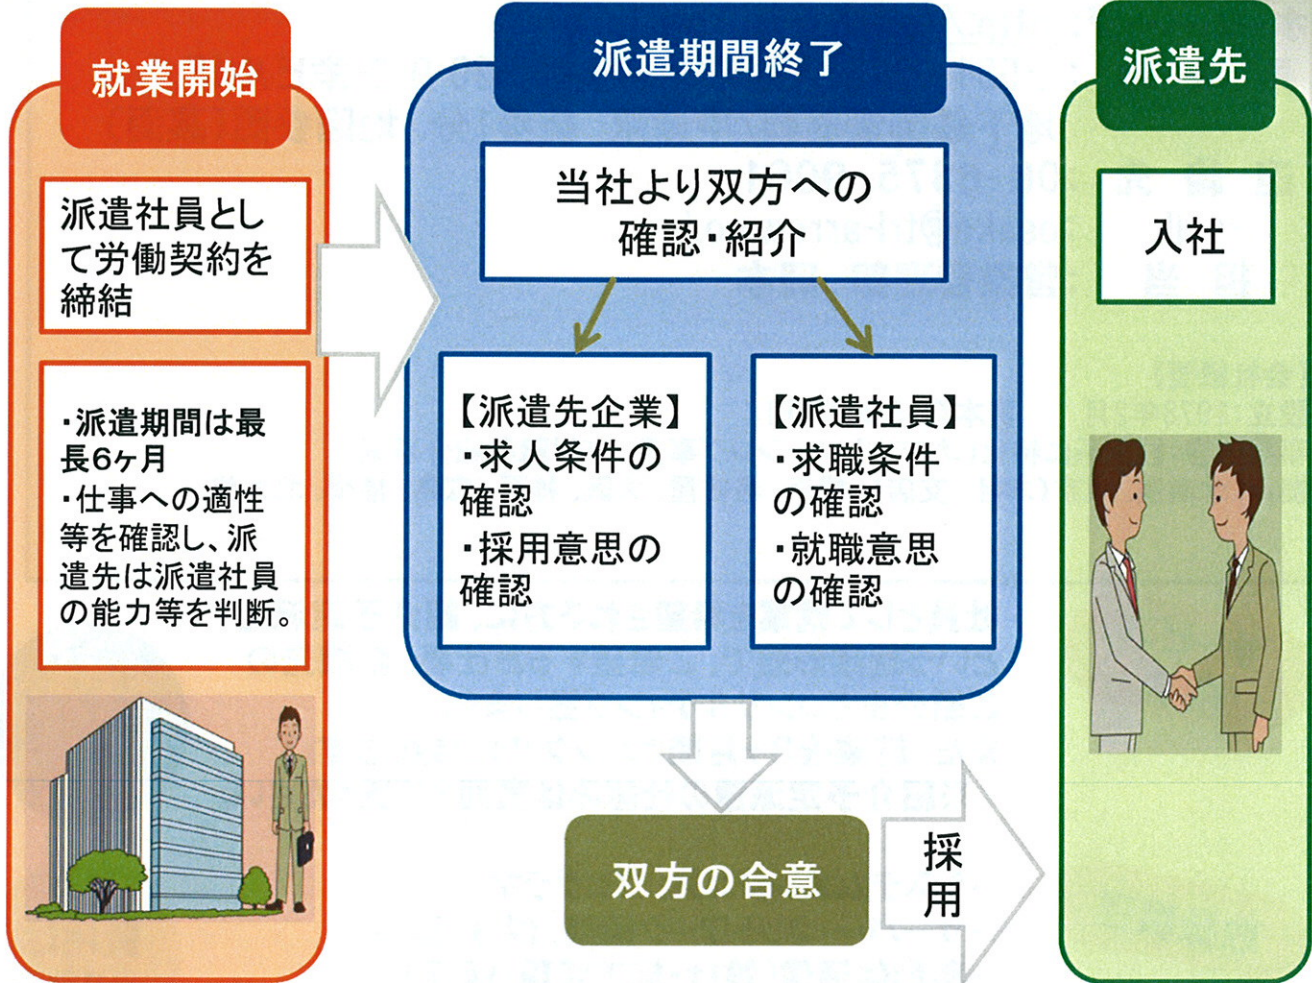 就業開始
派遣社員とし
て労働契約を
締結
・派遣期間は最
長6ヶ月
・仕事への適性
等を確認し、派
遣先は派遣社員
の能力等を判断。
派遣期間終了
当社より双方への
確認・紹介
【派遣先企業】
・求人条件の
確認
・採用意思の
確認
【派遣社員】
・求職条件
の確認
・就職意思
の確認
双方の合意
採
用
派遣先
入社